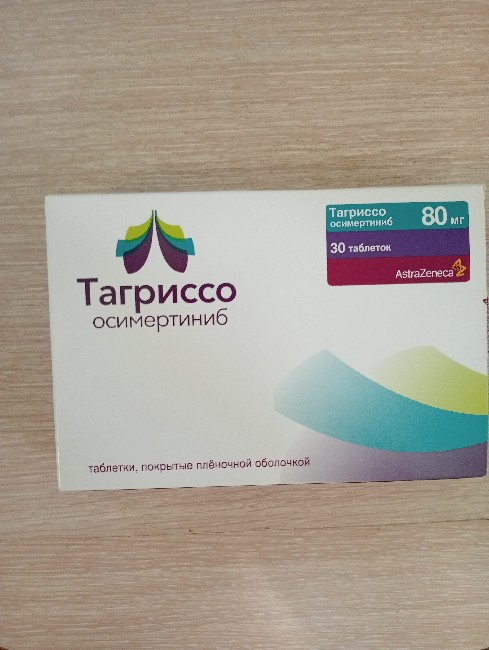 Тагриссо
осимертиниб
80 мг
30 таблеток
AstraZeneca
Тагриссо
осимертиниб
таблетки, покрытые плёночной оболочкой